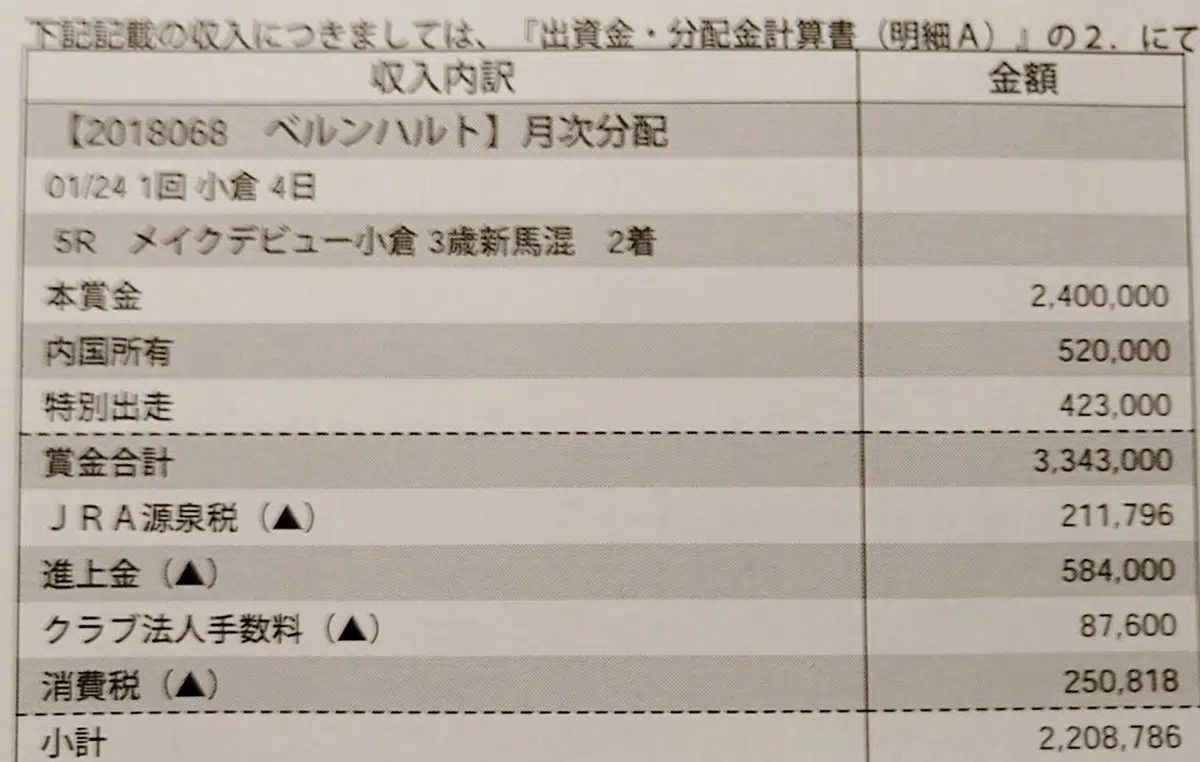 下記記載の収入につきましては、『出資金・分配金計算書（明細Ａ）』の２．にて
収入内訳 金額
【2018068　ベルンハルト】月次分配
01/24 1回 小倉 4日
5R　メイクデビュー小倉 3歳新馬混　2着
本賞金 2,400,000
内国所有 520,000
特別出走 423,000
賞金合計 3,343,000
ＪＲＡ源泉税（▲） 211,796
進上金（▲） 584,000
クラブ法人手数料（▲） 87,600
消費税（▲） 250,818
小計 2,208,786